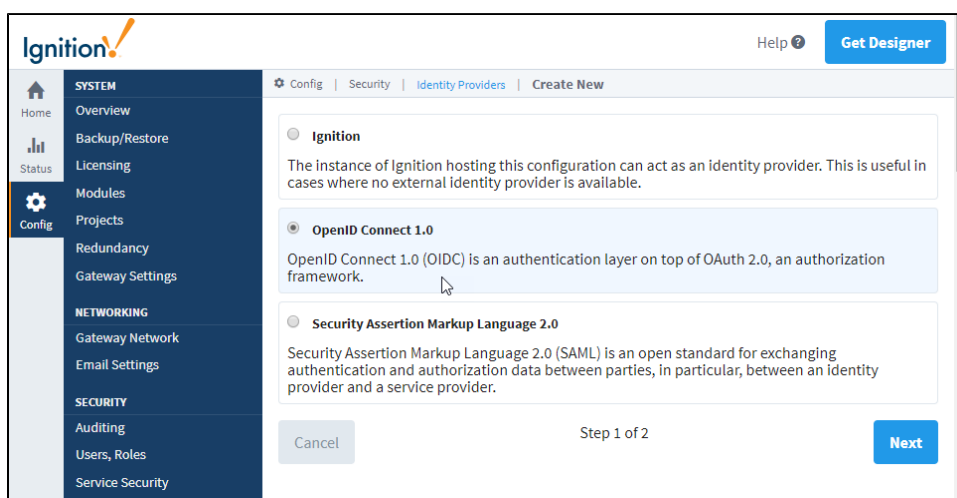 Ignition!
Help ?
Get Designer
Home
Status
Config
SYSTEM
Overview
Backup/Restore
Licensing
Modules
Projects
Redundancy
Gateway Settings
NETWORKING
Gateway Network
Email Settings
SECURITY
Auditing
Users, Roles
Service Security
Config | Security | Identity Providers | Create New
Ignition
The instance of Ignition hosting this configuration can act as an identity provider. This is useful in
cases where no external identity provider is available.
OpenID Connect 1.0
OpenID Connect 1.0 (OIDC) is an authentication layer on top of OAuth 2.0, an authorization
framework.
Security Assertion Markup Language 2.0
Security Assertion Markup Language 2.0 (SAML) is an open standard for exchanging
authentication and authorization data between parties, in particular, between an identity
provider and a service provider.
Cancel
Step 1 of 2
Next